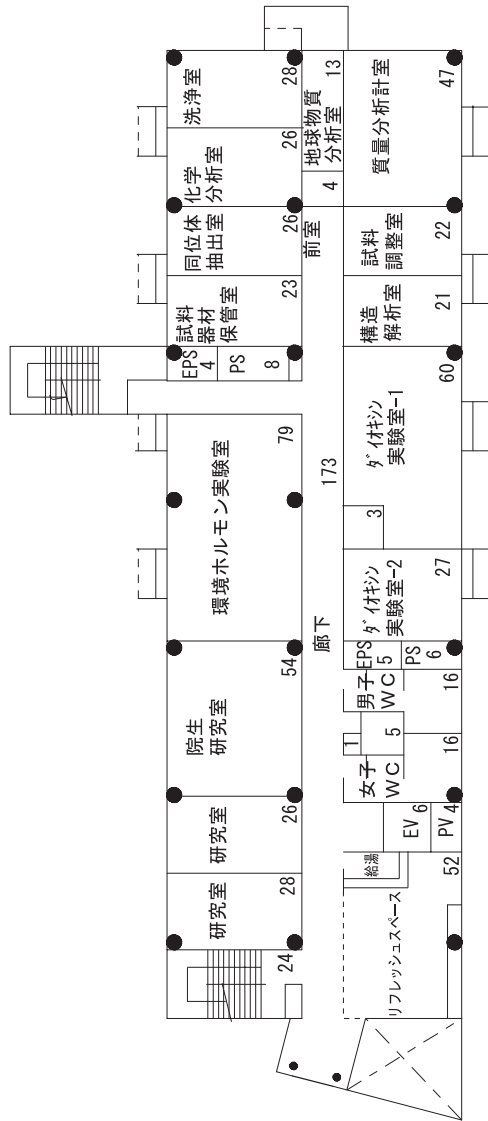 24
研究室
28
研究室
26
院生
研究室
54
環境ホルモン実験室
79
EPS
4
PS
8
試料
器材
保管室
23
同位体
抽出室
26
化学
分析室
26
洗浄室
28
廊下
173
前室
4
地球物質
分析室
13
リフレッシュスペース
52
給湯
EV 6
PV 4
女子
WC
16
1
5
男子
WC
16
EPS
5
PS
6
ﾀﾞｲｵｷｼﾝ
実験室-2
27
3
ﾀﾞｲｵｷｼﾝ
実験室-1
60
構造
解析室
21
試料
調整室
22
質量分析計室
47